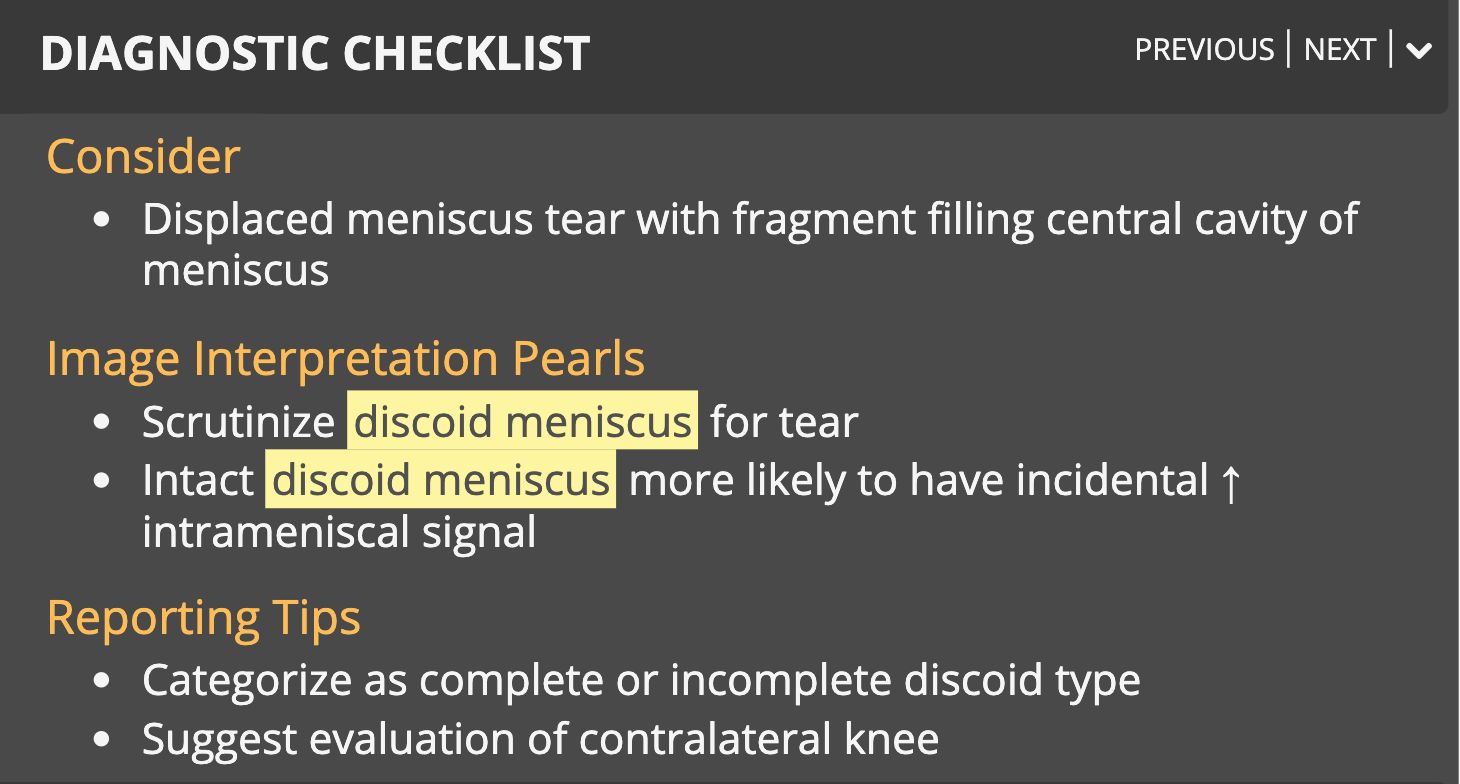 DIAGNOSTIC CHECKLIST
PREVIOUS | NEXT |
Consider
• Displaced meniscus tear with fragment filling central cavity of
meniscus
Image Interpretation Pearls
• Scrutinize discoid meniscus for tear
• Intact discoid meniscus more likely to have incidental ↑
intrameniscal signal
Reporting Tips
• Categorize as complete or incomplete discoid type
• Suggest evaluation of contralateral knee